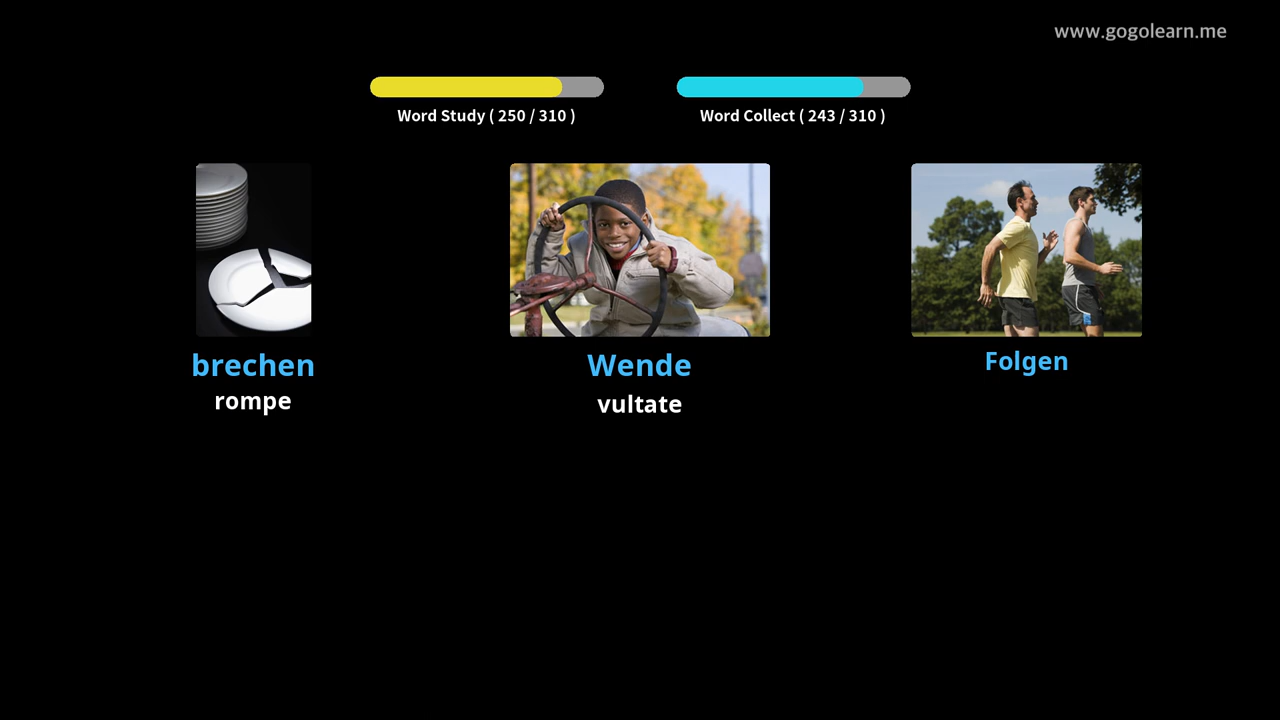 www.gogolearn.me
Word Study ( 250 / 310 )
Word Collect ( 243 / 310 )
brechen
rompe
Wende
vultate
Folgen